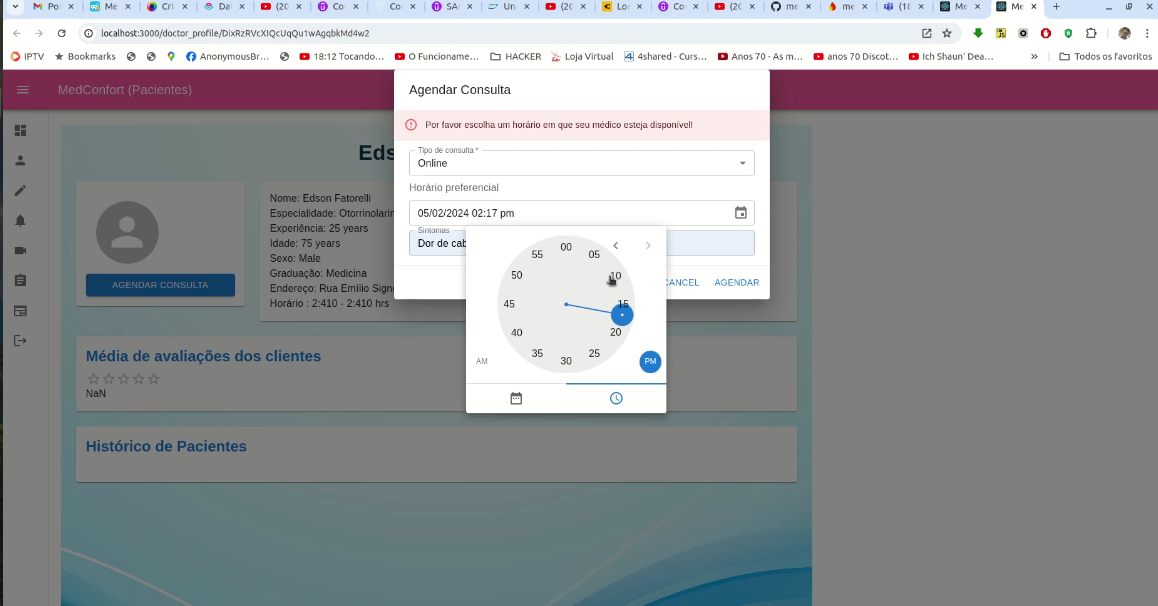 Po
Me
Cri
Da
(20
Co
Co
SA
Un
(20
Lo
Co
(20
me
me
(18
Me
Me
localhost:3000/doctor_profile/DixRzRVcXIQcUqQu1wAgqbkMd4w2
IPTV
Bookmarks
AnonymousBr...
18:12 Tocando...
O Funcioname...
HACKER
Loja Virtual
4shared - Curs...
Anos 70 - As m...
anos 70 Discot...
Ich Shaun' Dea...
»
Todos os favoritos
MedConfort (Pacientes)
Agendar Consulta
Por favor escolha um horário em que seu médico esteja disponível!
Tipo de consulta *
Online
Horário preferencial
05/02/2024 02:17 pm
Sintomas
Dor de cab
CANCEL
AGENDAR
00
05
10
15
20
25
30
35
40
45
50
55
AM
PM
Eds
Nome: Edson Fatorelli
Especialidade: Otorrinolarin
Experiência: 25 years
Idade: 75 years
Sexo: Male
Graduação: Medicina
Endereço: Rua Emílio Signo
Horário : 2:410 - 2:410 hrs
AGENDAR CONSULTA
Média de avaliações dos clientes
NaN
Histórico de Pacientes